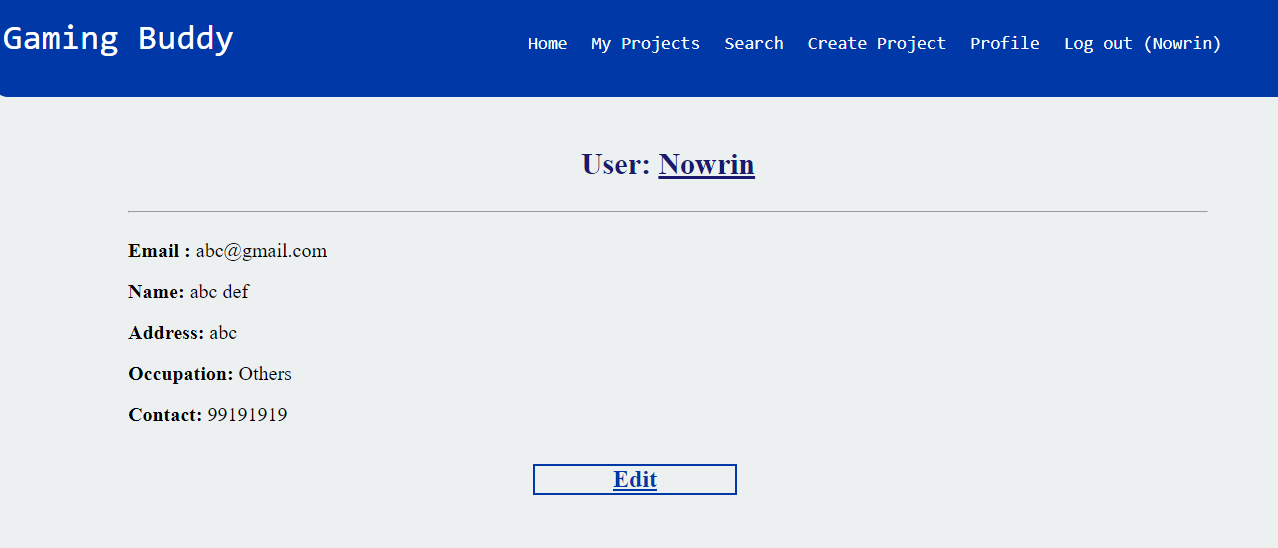 Gaming Buddy
Home My Projects Search Create Project Profile Log out (Nowrin)
User: Nowrin
Email : abc@gmail.com
Name: abc def
Address: abc
Occupation: Others
Contact: 99191919
Edit